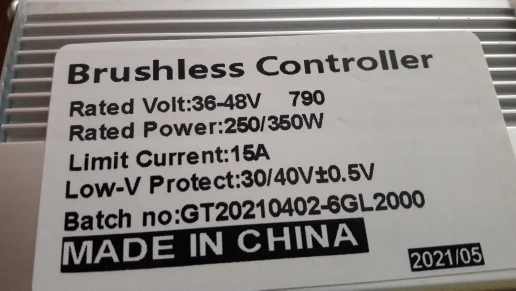 Brushless Controller
Rated Volt:36-48V 790
Rated Power:250/350W
Limit Current:15A
Low-V Protect:30/40V±0.5V
Batch no:GT20210402-6GL2000
MADE IN CHINA
2021/05